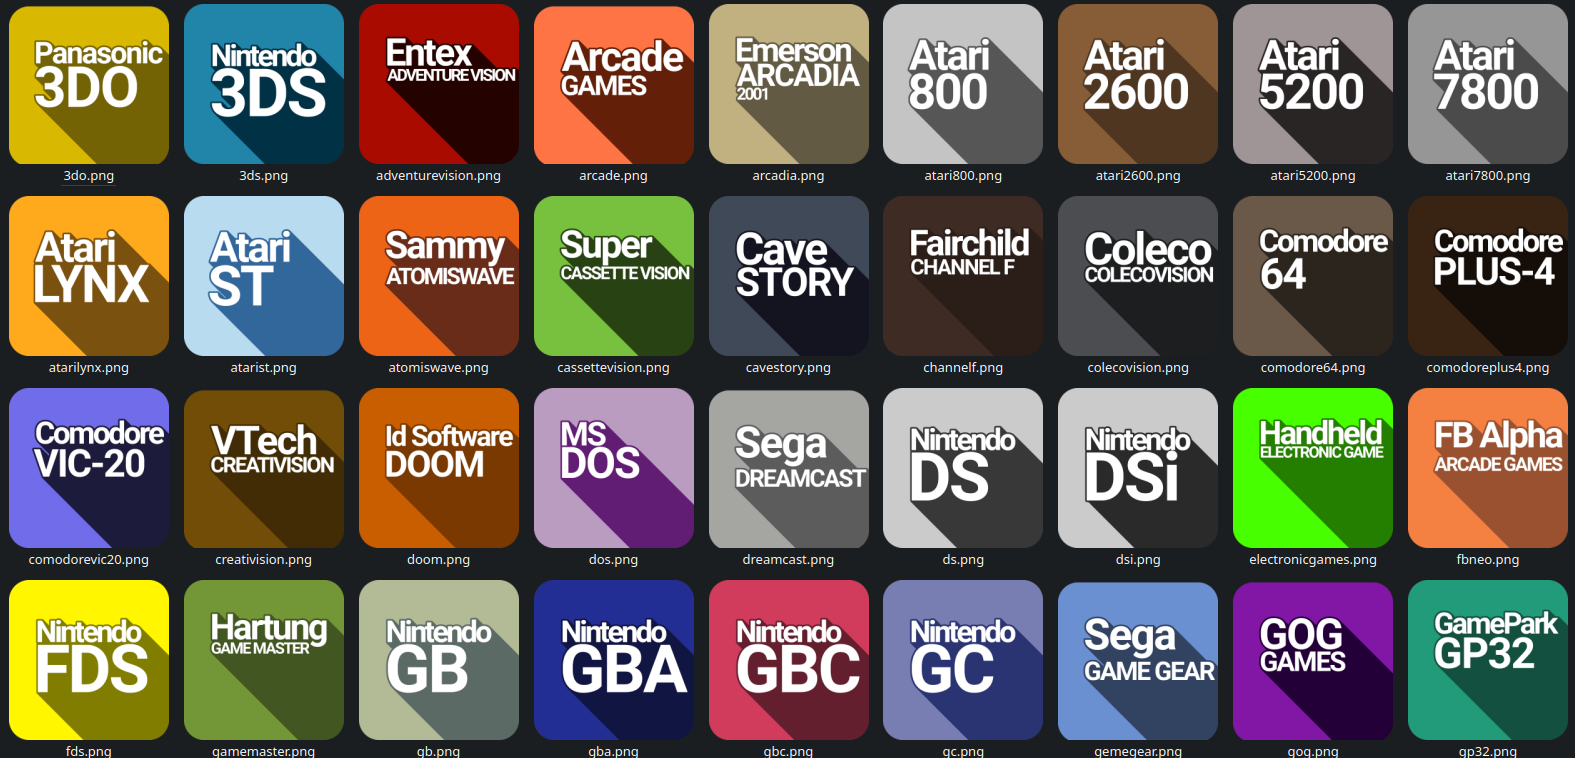 Panasonic
3DO
3do.png
Nintendo
3DS
3ds.png
Entex
ADVENTURE VISION
adventurevision.png
Arcade
GAMES
arcade.png
Emerson
ARCADIA
2001
arcadia.png
Atari
800
atari800.png
Atari
2600
atari2600.png
Atari
5200
atari5200.png
Atari
7800
atari7800.png
Atari
LYNX
atarilynx.png
Atari
ST
atarist.png
Sammy
ATOMISWAVE
atomiswave.png
Super
CASSETTE VISION
cassettevision.png
Cave
STORY
cavestory.png
Fairchild
CHANNEL F
channelf.png
Coleco
COLECOVISION
colecovision.png
Comodore
64
comodore64.png
Comodore
PLUS-4
comodoreplus4.png
Comodore
VIC-20
comodorevic20.png
VTech
CREATIVISION
creativision.png
Id Software
DOOM
doom.png
MS
DOS
dos.png
Sega
DREAMCAST
dreamcast.png
Nintendo
DS
ds.png
Nintendo
DSi
dsi.png
Handheld
ELECTRONIC GAME
electronicgames.png
FB Alpha
ARCADE GAMES
fbneo.png
Nintendo
FDS
fds.png
Hartung
GAME MASTER
gamemaster.png
Nintendo
GB
gb.png
Nintendo
GBA
gba.png
Nintendo
GBC
gbc.png
Nintendo
GC
gc.png
Sega
GAME GEAR
gemegear.png
GOG
GAMES
gog.png
GamePark
GP32
gp32.png